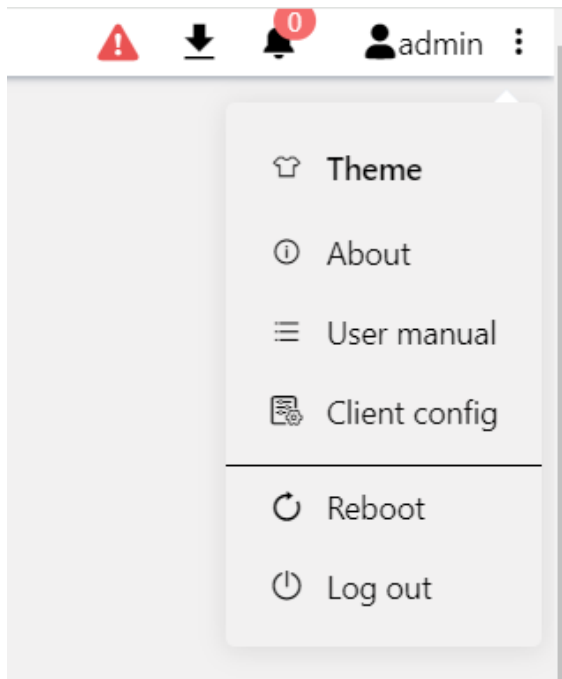 0
admin
Theme
About
User manual
Client config
Reboot
Log out